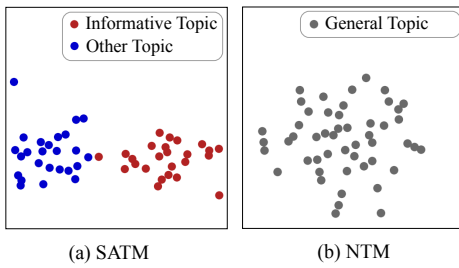 Informative Topic
Other Topic
General Topic
(a) SATM
(b) NTM